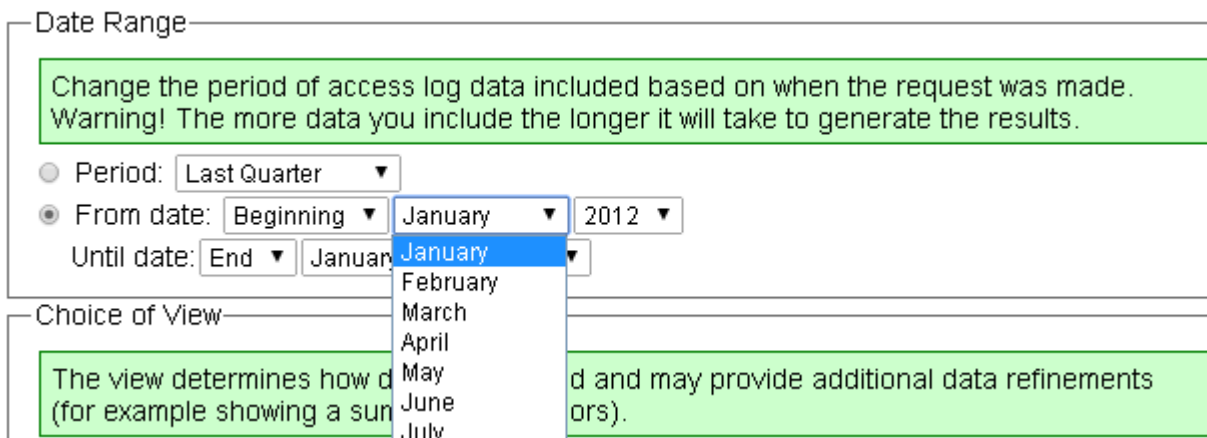 Date Range
Change the period of access log data included based on when the request was made.
Warning! The more data you include the longer it will take to generate the results.
Period: Last Quarter
From date: Beginning January 2012
Until date: End January
January
February
March
April
May
June
July
Choice of View
The view determines how d and may provide additional data refinements
(for example showing a sun ors).